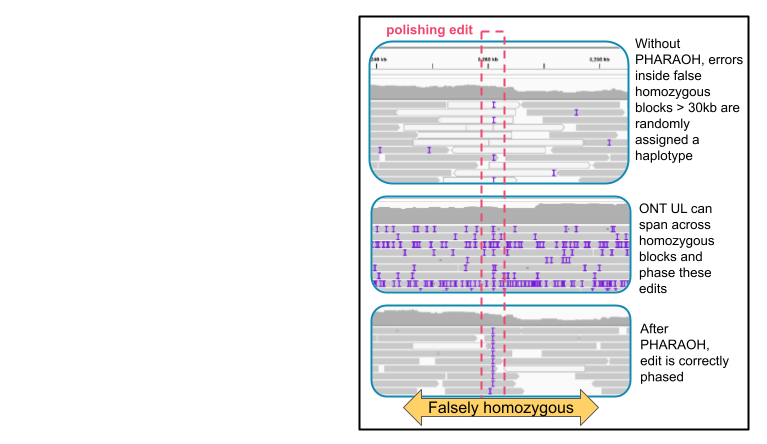 polishing edit
Without
PHARAOH, errors
inside false
homozygous
blocks > 30kb are
randomly
assigned a
haplotype
ONT UL can
span across
homozygous
blocks and
phase these
edits
After
PHARAOH,
edit is correctly
phased
Falsely homozygous